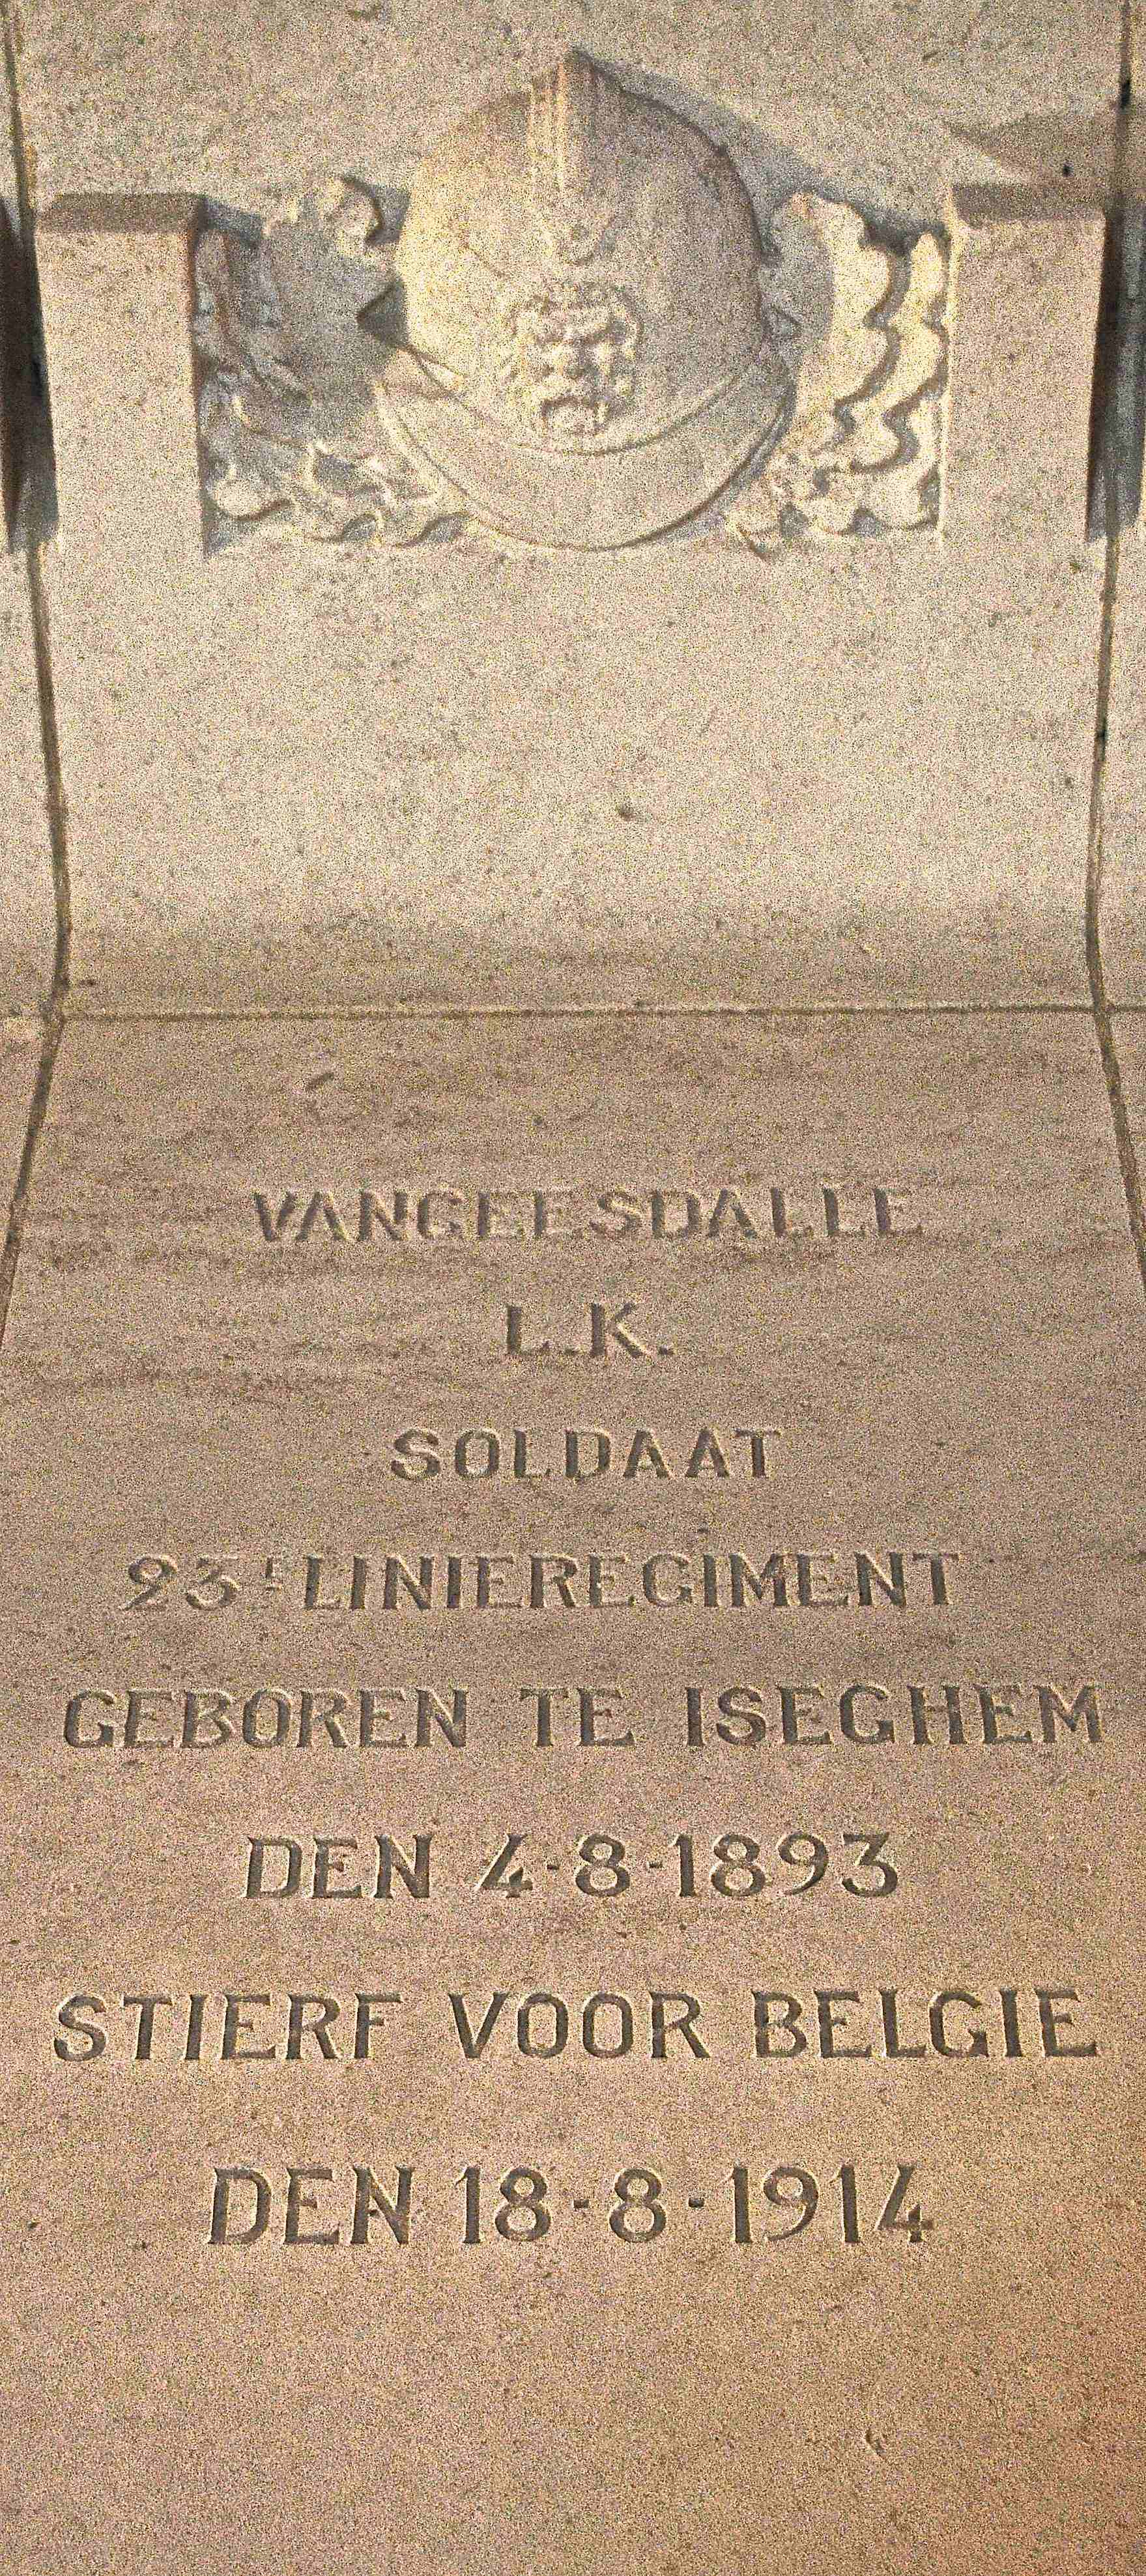 VANGEESDALLE
L.K.
SOLDAAT
23E LINIEREGIMENT
GEBOREN TE ISEGHEM
DEN 4-8-1893
STIERF VOOR BELGIE
DEN 18-8-1914